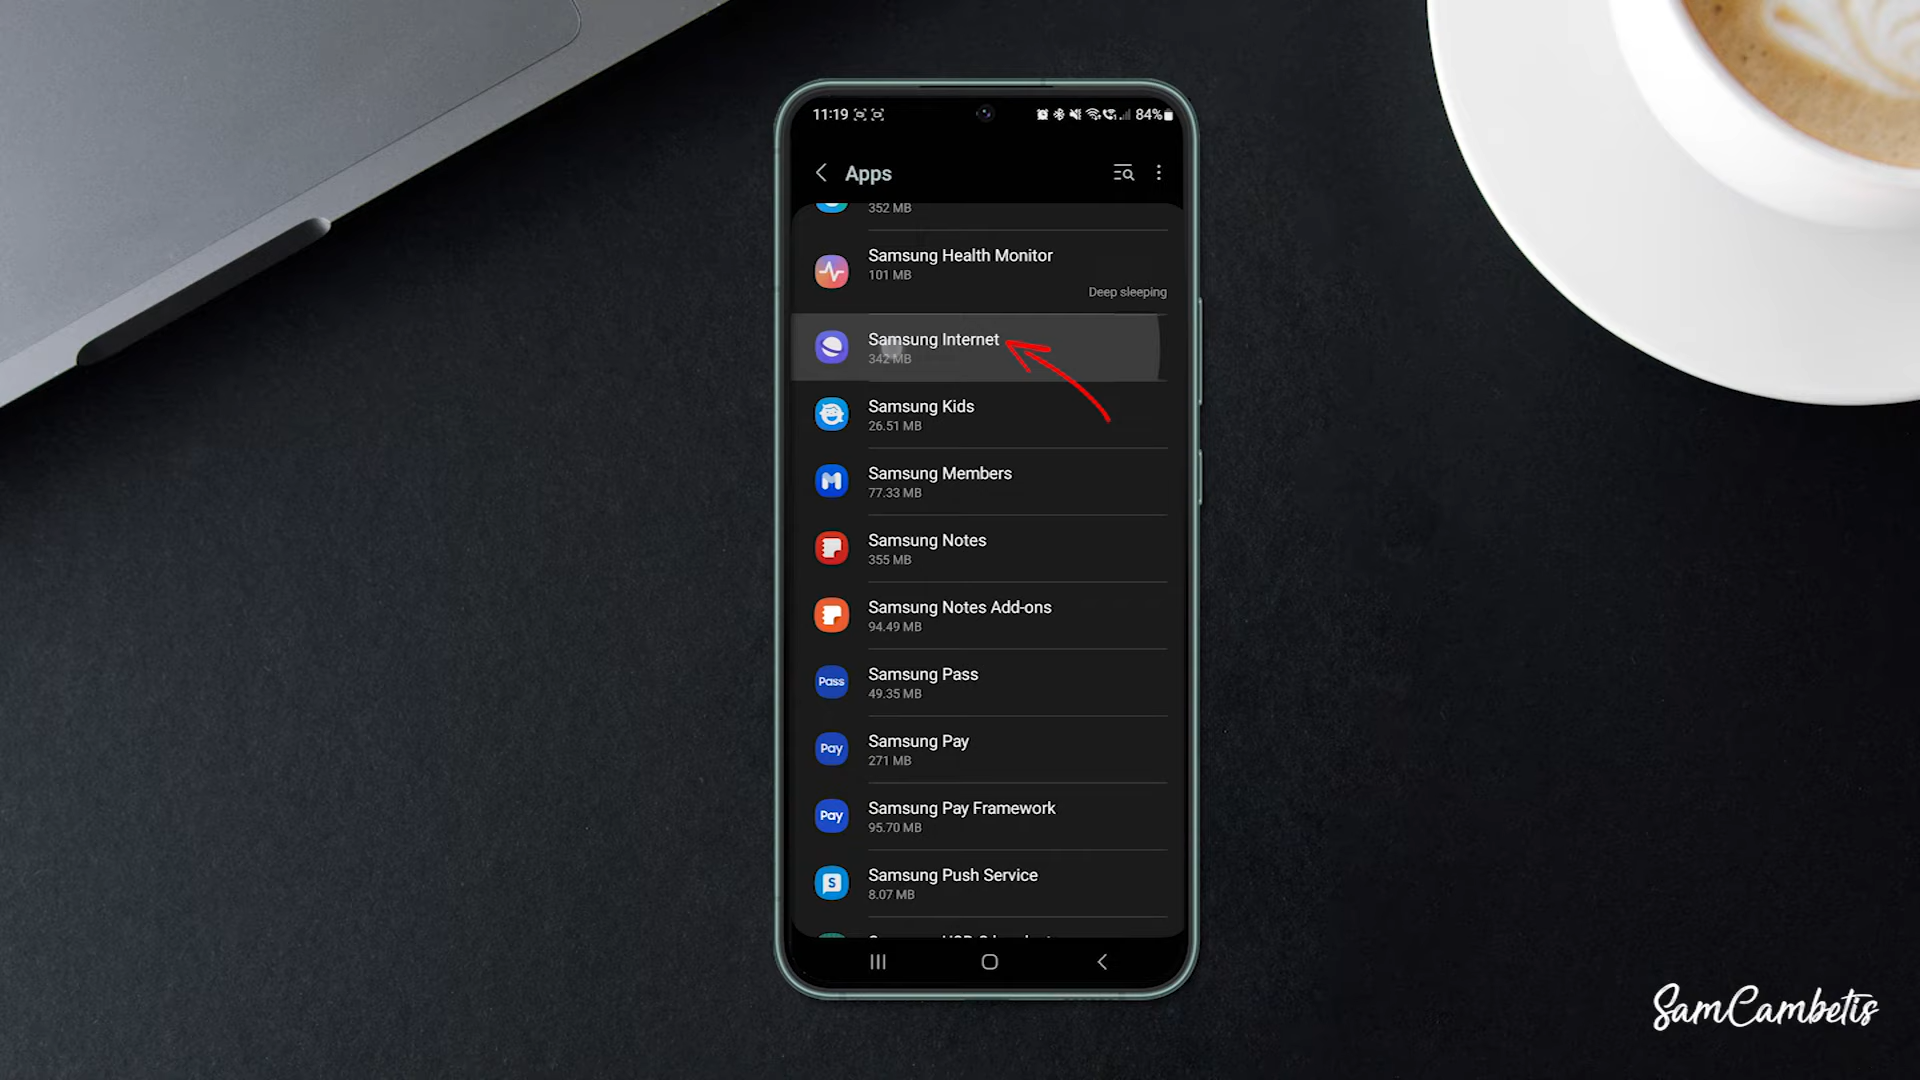 11:19
84%
Apps
352 MB
Samsung Health Monitor
101 MB
Deep sleeping
Samsung Internet
342 MB
Samsung Kids
26.51 MB
Samsung Members
77.33 MB
Samsung Notes
355 MB
Samsung Notes Add-ons
94.49 MB
Pass
Samsung Pass
49.35 MB
Pay
Samsung Pay
271 MB
Pay
Samsung Pay Framework
95.70 MB
S
Samsung Push Service
8.07 MB
SamCambetis